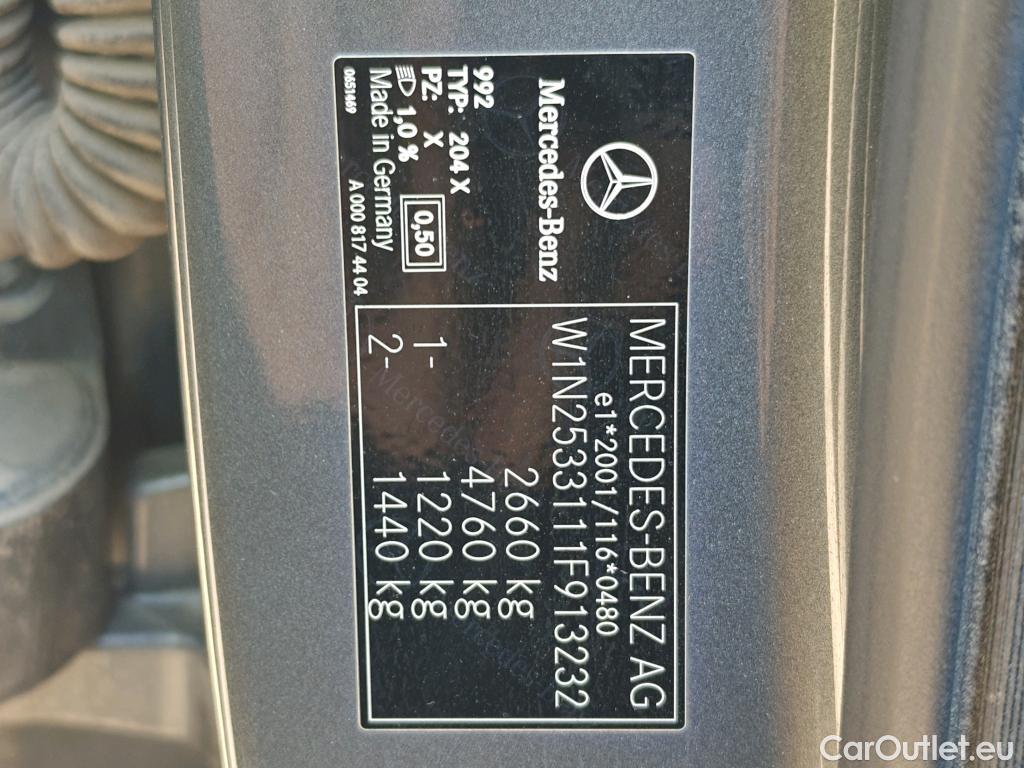 Mercedes-Benz
992
TYP: 204 X
PZ: X
1,0 %
0,50
Made in Germany
0651469
A 000 817 44 04
MERCEDES-BENZ AG
e1*2001/116*0480
W1N2533111F913232
2660 kg
4760 kg
1- 1220 kg
2- 1440 kg
CarOutlet.eu